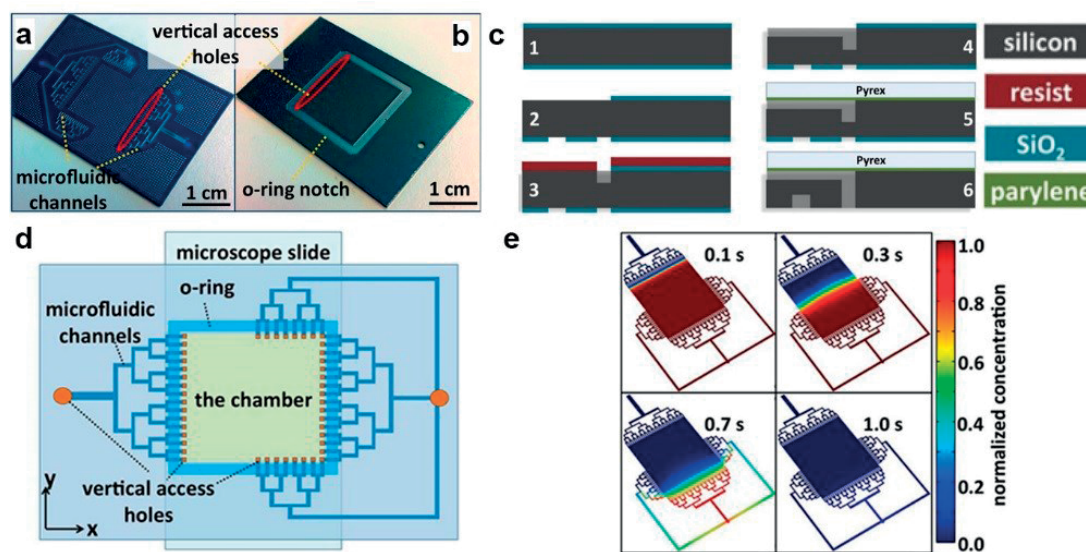 a
vertical access
holes
b
microfluidic
channels
1 cm
o-ring notch
1 cm
c
1
2
3
4
Pyrex
5
Pyrex
6
silicon
resist
SiO₂
parylene
d
microscope slide
o-ring
microfluidic
channels
the chamber
vertical access
holes
y
x
e
0.1 s
0.3 s
0.7 s
1.0 s
1.0
0.8
0.6
0.4
0.2
0.0
normalized concentration